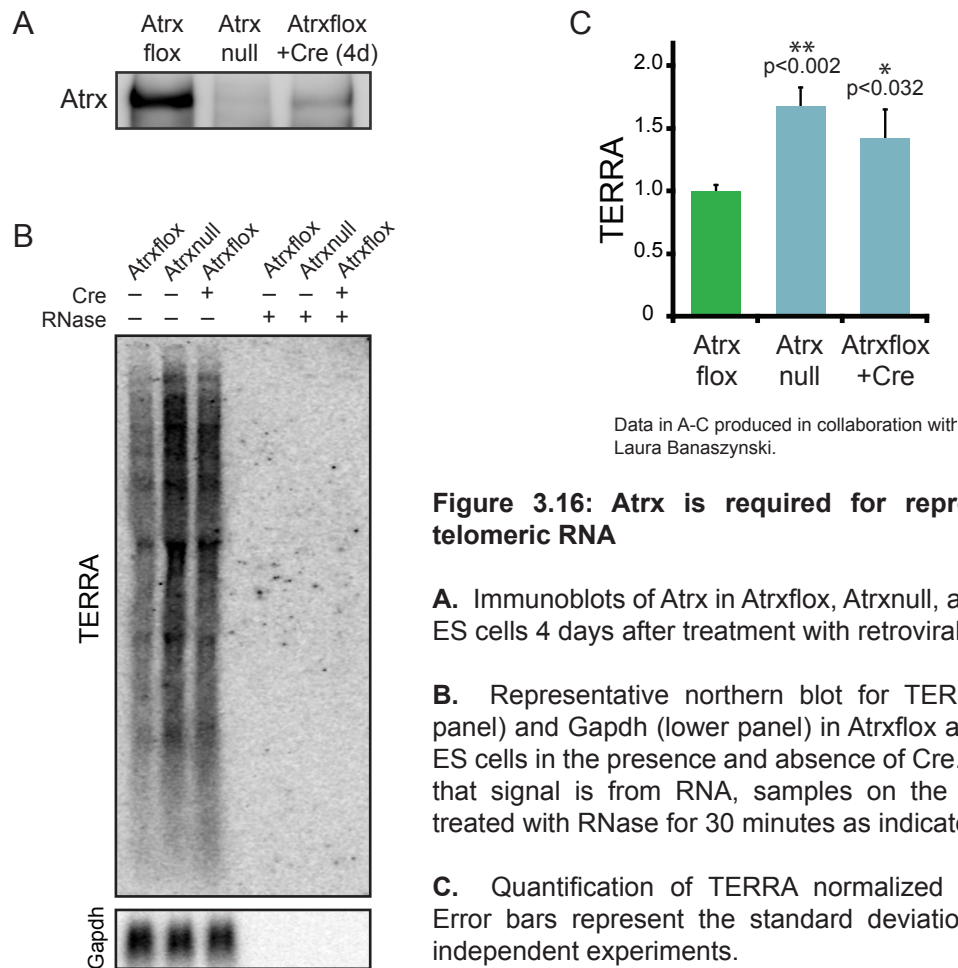 A
Atrx flox
Atrx null
Atrxflox +Cre (4d)
Atrx
B
Atrxflox
Atrxnull
Atrxflox
Atrxflox
Atrxnull
Atrxflox
Cre – – + – – +
RNase – – – + + +
TERRA
Gapdh
C
TERRA
2.0
1.5
1.0
0.5
0
**
p<0.002
*
p<0.032
Atrx flox
Atrx null
Atrxflox +Cre
Data in A-C produced in collaboration with
Laura Banaszynski.
Figure 3.16: Atrx is required for repre
telomeric RNA
A. Immunoblots of Atrx in Atrxflox, Atrxnull, a
ES cells 4 days after treatment with retroviral
B. Representative northern blot for TER
panel) and Gapdh (lower panel) in Atrxflox a
ES cells in the presence and absence of Cre.
that signal is from RNA, samples on the
treated with RNase for 30 minutes as indicate
C. Quantification of TERRA normalized
Error bars represent the standard deviatio
independent experiments.